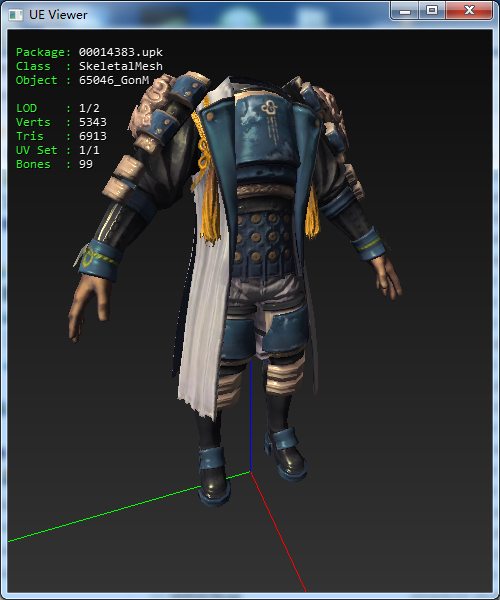 UE Viewer
Package: 00014383.upk
Class : SkeletalMesh
Object : 65046_GonM
LOD : 1/2
Verts : 5343
Tris : 6913
UV Set : 1/1
Bones : 99